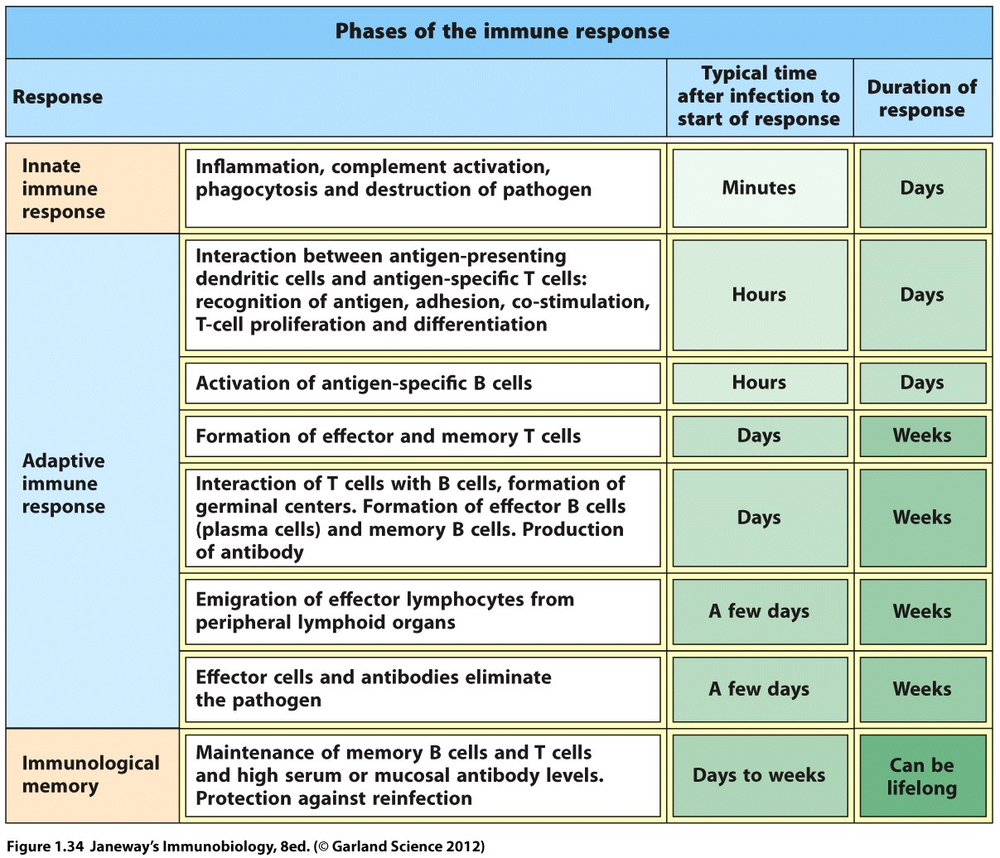 Phases of the immune response
Response
Typical time
after infection to
start of response
Duration of
response
Innate
immune
response
Inflammation, complement activation,
phagocytosis and destruction of pathogen
Minutes
Days
Adaptive
immune
response
Interaction between antigen-presenting
dendritic cells and antigen-specific T cells:
recognition of antigen, adhesion, co-stimulation,
T-cell proliferation and differentiation
Hours
Days
Activation of antigen-specific B cells
Hours
Days
Formation of effector and memory T cells
Days
Weeks
Interaction of T cells with B cells, formation of
germinal centers. Formation of effector B cells
(plasma cells) and memory B cells. Production
of antibody
Days
Weeks
Emigration of effector lymphocytes from
peripheral lymphoid organs
A few days
Weeks
Effector cells and antibodies eliminate
the pathogen
A few days
Weeks
Immunological
memory
Maintenance of memory B cells and T cells
and high serum or mucosal antibody levels.
Protection against reinfection
Days to weeks
Can be
lifelong
Figure 1.34 Janeway’s Immunobiology, 8ed. (© Garland Science 2012)